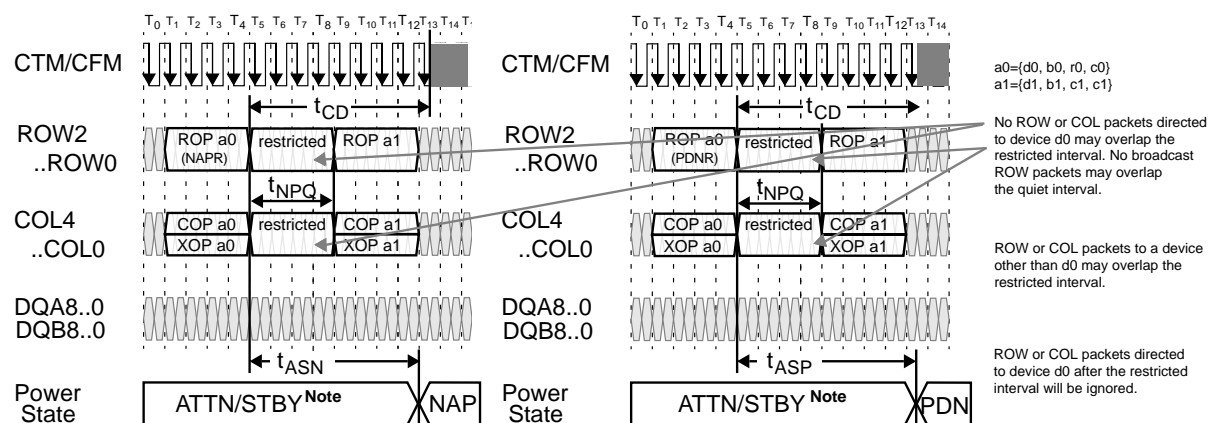 T0 T1 T2 T3 T4 T5 T6 T7 T8 T9 T10 T11 T12 T13 T14
CTM/CFM
tCD
ROW2
..ROW0
ROP a0
(NAPR)
restricted
ROP a1
tNPQ
COL4
..COL0
COP a0
XOP a0
restricted
COP a1
XOP a1
DQA8..0
DQB8..0
tASN
Power
State
ATTN/STBY Note
NAP
T0 T1 T2 T3 T4 T5 T6 T7 T8 T9 T10 T11 T12 T13 T14
CTM/CFM
tCD
ROW2
..ROW0
ROP a0
(PDNR)
restricted
ROP a1
tNPQ
COL4
..COL0
COP a0
XOP a0
restricted
COP a1
XOP a1
DQA8..0
DQB8..0
tASP
Power
State
ATTN/STBY Note
PDN
a0={d0, b0, r0, c0}
a1={d1, b1, c1, c1}
No ROW or COL packets directed
to device d0 may overlap the
restricted interval. No broadcast
ROW packets may overlap
the quiet interval.
ROW or COL packets to a device
other than d0 may overlap the
restricted interval.
ROW or COL packets directed
to device d0 after the restricted
interval will be ignored.